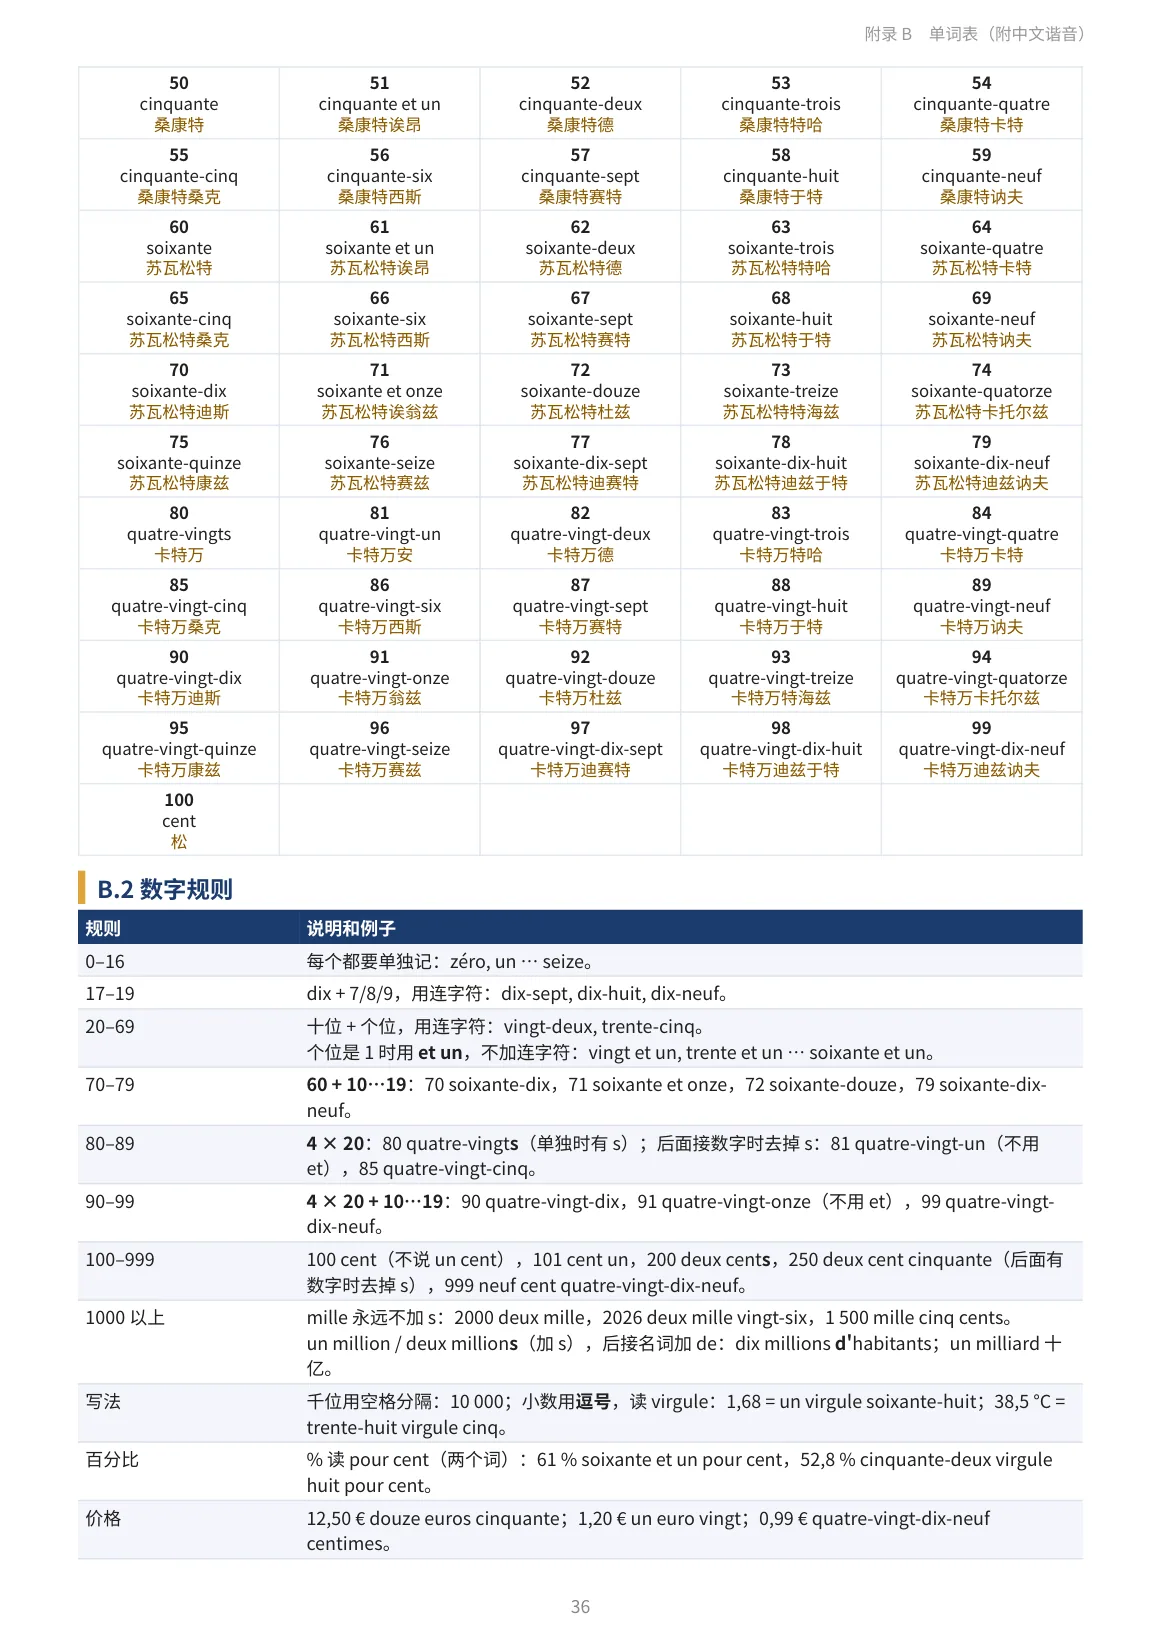 附录 B 单词表（附中文谐音）
50 51 52 53 54
cinquante cinquante et un cinquante-deux cinquante-trois cinquante-quatre
桑康特 桑康特诶昂 桑康特德 桑康特特哈 桑康特卡特
55 56 57 58 59
cinquante-cinq cinquante-six cinquante-sept cinquante-huit cinquante-neuf
桑康特桑克 桑康特西斯 桑康特赛特 桑康特于特 桑康特讷夫
60 61 62 63 64
soixante soixante et un soixante-deux soixante-trois soixante-quatre
苏瓦松特 苏瓦松特诶昂 苏瓦松特德 苏瓦松特特哈 苏瓦松特卡特
65 66 67 68 69
soixante-cinq soixante-six soixante-sept soixante-huit soixante-neuf
苏瓦松特桑克 苏瓦松特西斯 苏瓦松特赛特 苏瓦松特于特 苏瓦松特讷夫
70 71 72 73 74
soixante-dix soixante et onze soixante-douze soixante-treize soixante-quatorze
苏瓦松特迪斯 苏瓦松特诶翁兹 苏瓦松特杜兹 苏瓦松特特海兹 苏瓦松特卡托尔兹
75 76 77 78 79
soixante-quinze soixante-seize soixante-dix-sept soixante-dix-huit soixante-dix-neuf
苏瓦松特康兹 苏瓦松特赛兹 苏瓦松特迪赛特 苏瓦松特迪兹于特 苏瓦松特迪兹讷夫
80 81 82 83 84
quatre-vingts quatre-vingt-un quatre-vingt-deux quatre-vingt-trois quatre-vingt-quatre
卡特万 卡特万安 卡特万德 卡特万特哈 卡特万卡特
85 86 87 88 89
quatre-vingt-cinq quatre-vingt-six quatre-vingt-sept quatre-vingt-huit quatre-vingt-neuf
卡特万桑克 卡特万西斯 卡特万赛特 卡特万于特 卡特万讷夫
90 91 92 93 94
quatre-vingt-dix quatre-vingt-onze quatre-vingt-douze quatre-vingt-treize quatre-vingt-quatorze
卡特万迪斯 卡特万翁兹 卡特万杜兹 卡特万特海兹 卡特万卡托尔兹
95 96 97 98 99
quatre-vingt-quinze quatre-vingt-seize quatre-vingt-dix-sept quatre-vingt-dix-huit quatre-vingt-dix-neuf
卡特万康兹 卡特万赛兹 卡特万迪赛特 卡特万迪兹于特 卡特万迪兹讷夫
100
cent
松
B.2 数字规则
规则 说明和例子
0–16 每个都要单独记：zéro, un … seize。
17–19 dix + 7/8/9，用连字符：dix-sept, dix-huit, dix-neuf。
20–69 十位 + 个位，用连字符：vingt-deux, trente-cinq。
个位是 1 时用 et un，不加连字符：vingt et un, trente et un … soixante et un。
70–79 60 + 10…19：70 soixante-dix，71 soixante et onze，72 soixante-douze，79 soixante-dix-
neuf。
80–89 4 × 20：80 quatre-vingts（单独时有 s）；后面接数字时去掉 s：81 quatre-vingt-un（不用
et），85 quatre-vingt-cinq。
90–99 4 × 20 + 10…19：90 quatre-vingt-dix，91 quatre-vingt-onze（不用 et），99 quatre-vingt-
dix-neuf。
100–999 100 cent（不说 un cent），101 cent un，200 deux cents，250 deux cent cinquante（后面有
数字时去掉 s），999 neuf cent quatre-vingt-dix-neuf。
1000 以上 mille 永远不加 s：2000 deux mille，2026 deux mille vingt-six，1 500 mille cinq cents。
un million / deux millions（加 s），后接名词加 de：dix millions d'habitants；un milliard 十
亿。
写法 千位用空格分隔：10 000；小数用逗号，读 virgule：1,68 = un virgule soixante-huit；38,5 °C =
trente-huit virgule cinq。
百分比 % 读 pour cent（两个词）：61 % soixante et un pour cent，52,8 % cinquante-deux virgule
huit pour cent。
价格 12,50 € douze euros cinquante；1,20 € un euro vingt；0,99 € quatre-vingt-dix-neuf
centimes。
36